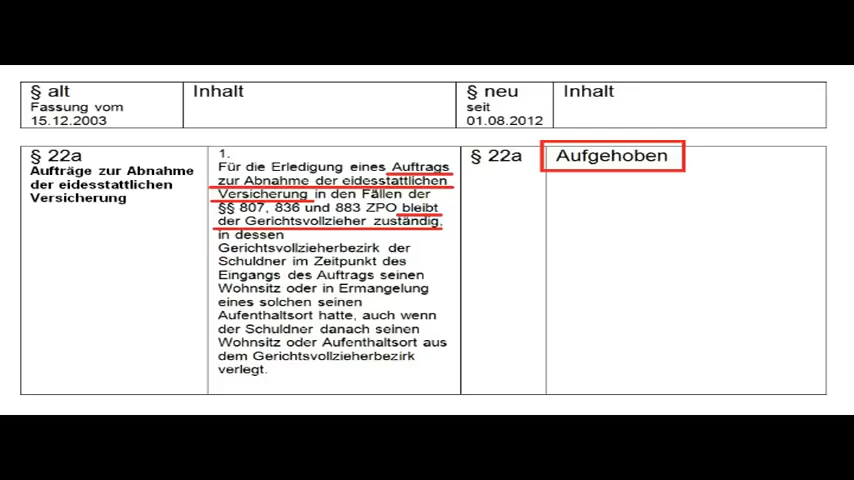 § alt
Fassung vom
15.12.2003
Inhalt
§ neu
seit
01.08.2012
Inhalt
§ 22a
Aufträge zur Abnahme
der eidesstattlichen
Versicherung
1.
Für die Erledigung eines Auftrags
zur Abnahme der eidesstattlichen
Versicherung in den Fällen der
§§ 807, 836 und 883 ZPO bleibt
der Gerichtsvollzieher zuständig,
in dessen
Gerichtsvollzieherbezirk der
Schuldner im Zeitpunkt des
Eingangs des Auftrags seinen
Wohnsitz oder in Ermangelung
eines solchen seinen
Aufenthaltsort hatte, auch wenn
der Schuldner danach seinen
Wohnsitz oder Aufenthaltsort aus
dem Gerichtsvollzieherbezirk
verlegt.
§ 22a
Aufgehoben